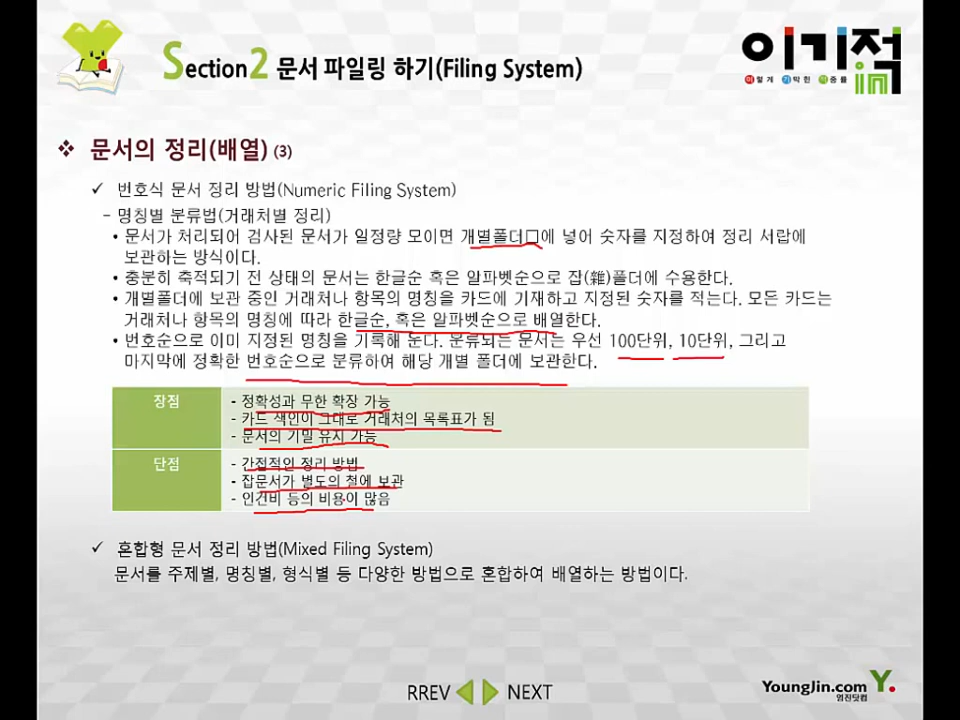 Section2 문서 파일링 하기(Filing System)
이기적in
이렇게 기막힌 적중률
❖ 문서의 정리(배열) (3)
✓ 번호식 문서 정리 방법(Numeric Filing System)
- 명칭별 분류법(거래처별 정리)
• 문서가 처리되어 검사된 문서가 일정량 모이면 개별폴더□에 넣어 숫자를 지정하여 정리 서랍에
보관하는 방식이다.
• 충분히 축적되기 전 상태의 문서는 한글순 혹은 알파벳순으로 잡(雜)폴더에 수용한다.
• 개별폴더에 보관 중인 거래처나 항목의 명칭을 카드에 기재하고 지정된 숫자를 적는다. 모든 카드는
거래처나 항목의 명칭에 따라 한글순, 혹은 알파벳순으로 배열한다.
• 번호순으로 이미 지정된 명칭을 기록해 둔다. 분류되는 문서는 우선 100단위, 10단위, 그리고
마지막에 정확한 번호순으로 분류하여 해당 개별 폴더에 보관한다.
장점
- 정확성과 무한 확장 가능
- 카드 색인이 그대로 거래처의 목록표가 됨
- 문서의 기밀 유지 가능
단점
- 간접적인 정리 방법
- 잡문서가 별도의 철에 보관
- 인건비 등의 비용이 많음
✓ 혼합형 문서 정리 방법(Mixed Filing System)
문서를 주제별, 명칭별, 형식별 등 다양한 방법으로 혼합하여 배열하는 방법이다.
RREV NEXT
YoungJin.com Y.
영진닷컴